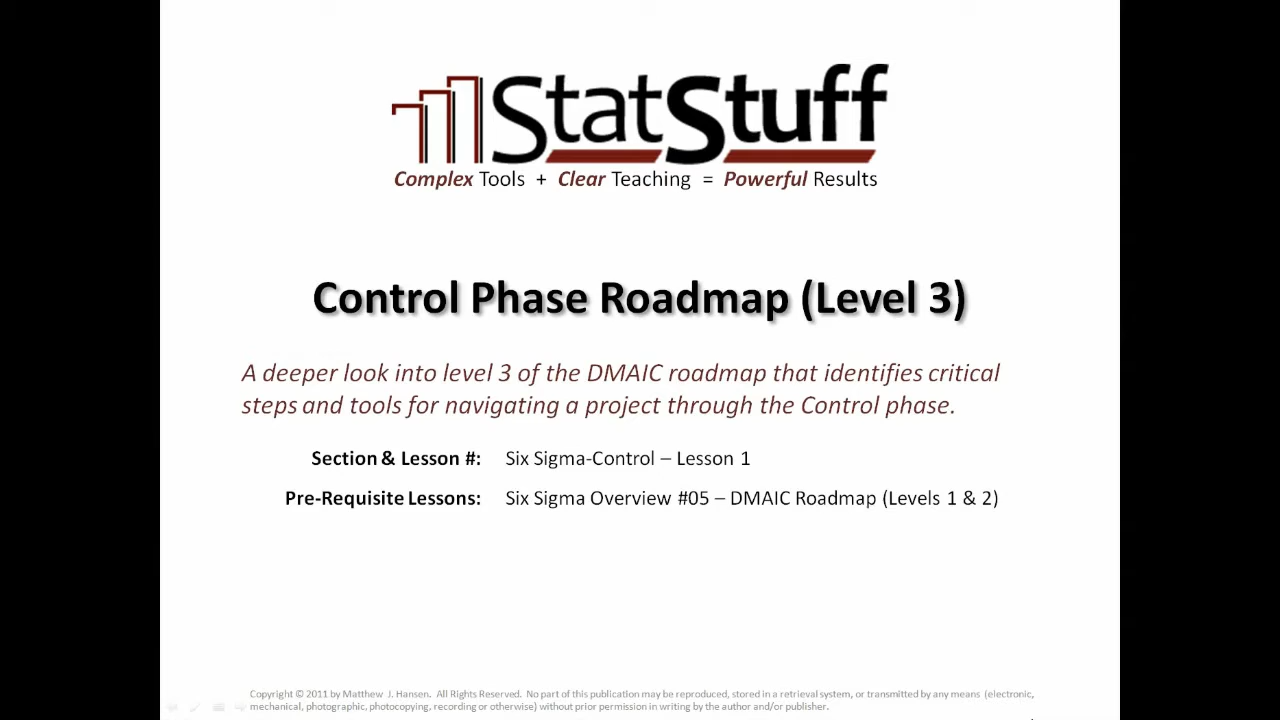 StatStuff
Complex Tools + Clear Teaching = Powerful Results
Control Phase Roadmap (Level 3)
A deeper look into level 3 of the DMAIC roadmap that identifies critical
steps and tools for navigating a project through the Control phase.
Section & Lesson #: Six Sigma-Control – Lesson 1
Pre-Requisite Lessons: Six Sigma Overview #05 – DMAIC Roadmap (Levels 1 & 2)
Copyright © 2011 by Matthew J. Hansen. All Rights Reserved. No part of this publication may be reproduced, stored in a retrieval system, or transmitted by any means (electronic,
mechanical, photographic, photocopying, recording or otherwise) without prior permission in writing by the author and/or publisher.